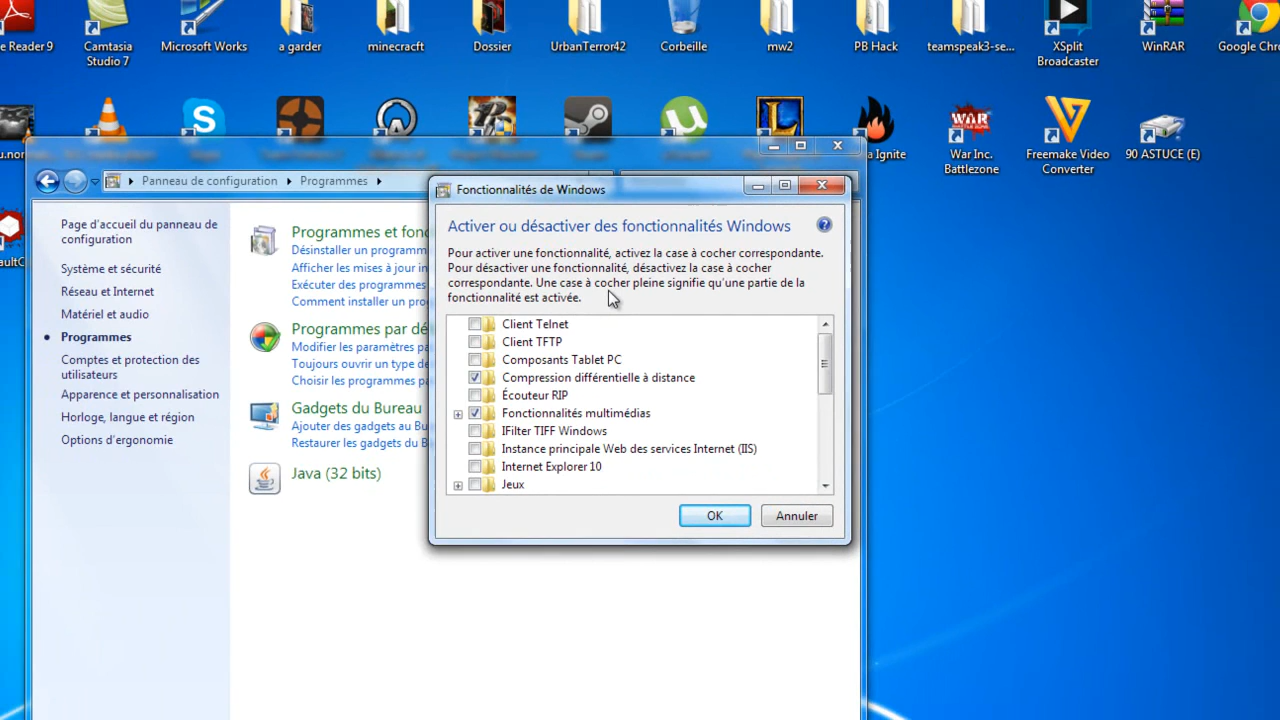 e Reader 9
Camtasia
Studio 7
Microsoft Works
a garder
minecracft
Dossier
UrbanTerror42
Corbeille
mw2
PB Hack
teamspeak3-se...
XSplit
Broadcaster
WinRAR
Google Chro
a Ignite
War Inc.
Battlezone
Freemake Video
Converter
90 ASTUCE (E)
Panneau de configuration
Programmes
Page d'accueil du panneau de
configuration
Système et sécurité
Réseau et Internet
Matériel et audio
Programmes
Comptes et protection des
utilisateurs
Apparence et personnalisation
Horloge, langue et région
Options d'ergonomie
Programmes et fonc
Désinstaller un programm
Afficher les mises à jour in
Exécuter des programmes
Comment installer un prog
Programmes par dé
Modifier les paramètres pa
Toujours ouvrir un type de
Choisir les programmes pa
Gadgets du Bureau
Ajouter des gadgets au Bu
Restaurer les gadgets du B
Java (32 bits)
Fonctionnalités de Windows
Activer ou désactiver des fonctionnalités Windows
Pour activer une fonctionnalité, activez la case à cocher correspondante.
Pour désactiver une fonctionnalité, désactivez la case à cocher
correspondante. Une case à cocher pleine signifie qu'une partie de la
fonctionnalité est activée.
Client Telnet
Client TFTP
Composants Tablet PC
Compression différentielle à distance
Écouteur RIP
Fonctionnalités multimédias
IFilter TIFF Windows
Instance principale Web des services Internet (IIS)
Internet Explorer 10
Jeux
OK
Annuler